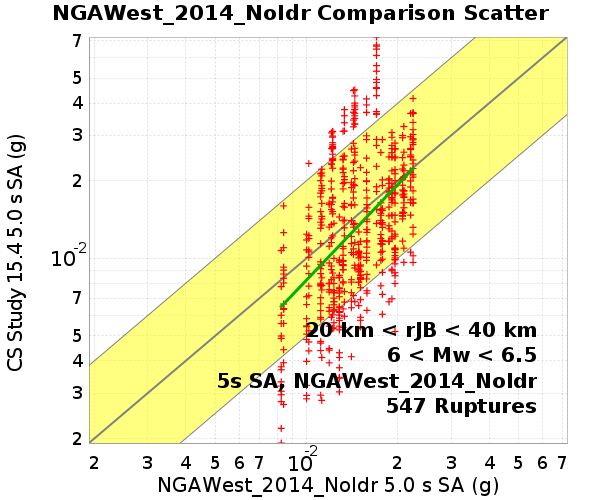 NGAWest_2014_NoIdr Comparison Scatter
7
5
4
3
2
10-2
7
5
4
3
2
CS Study 15.4 5.0 s SA (g)
20 km < rJB < 40 km
6 < Mw < 6.5
5s SA, NGAWest_2014_NoIdr
547 Ruptures
2 3 4 5 6 7 10-2 2 3 4 5 6 7
NGAWest_2014_NoIdr 5.0 s SA (g)